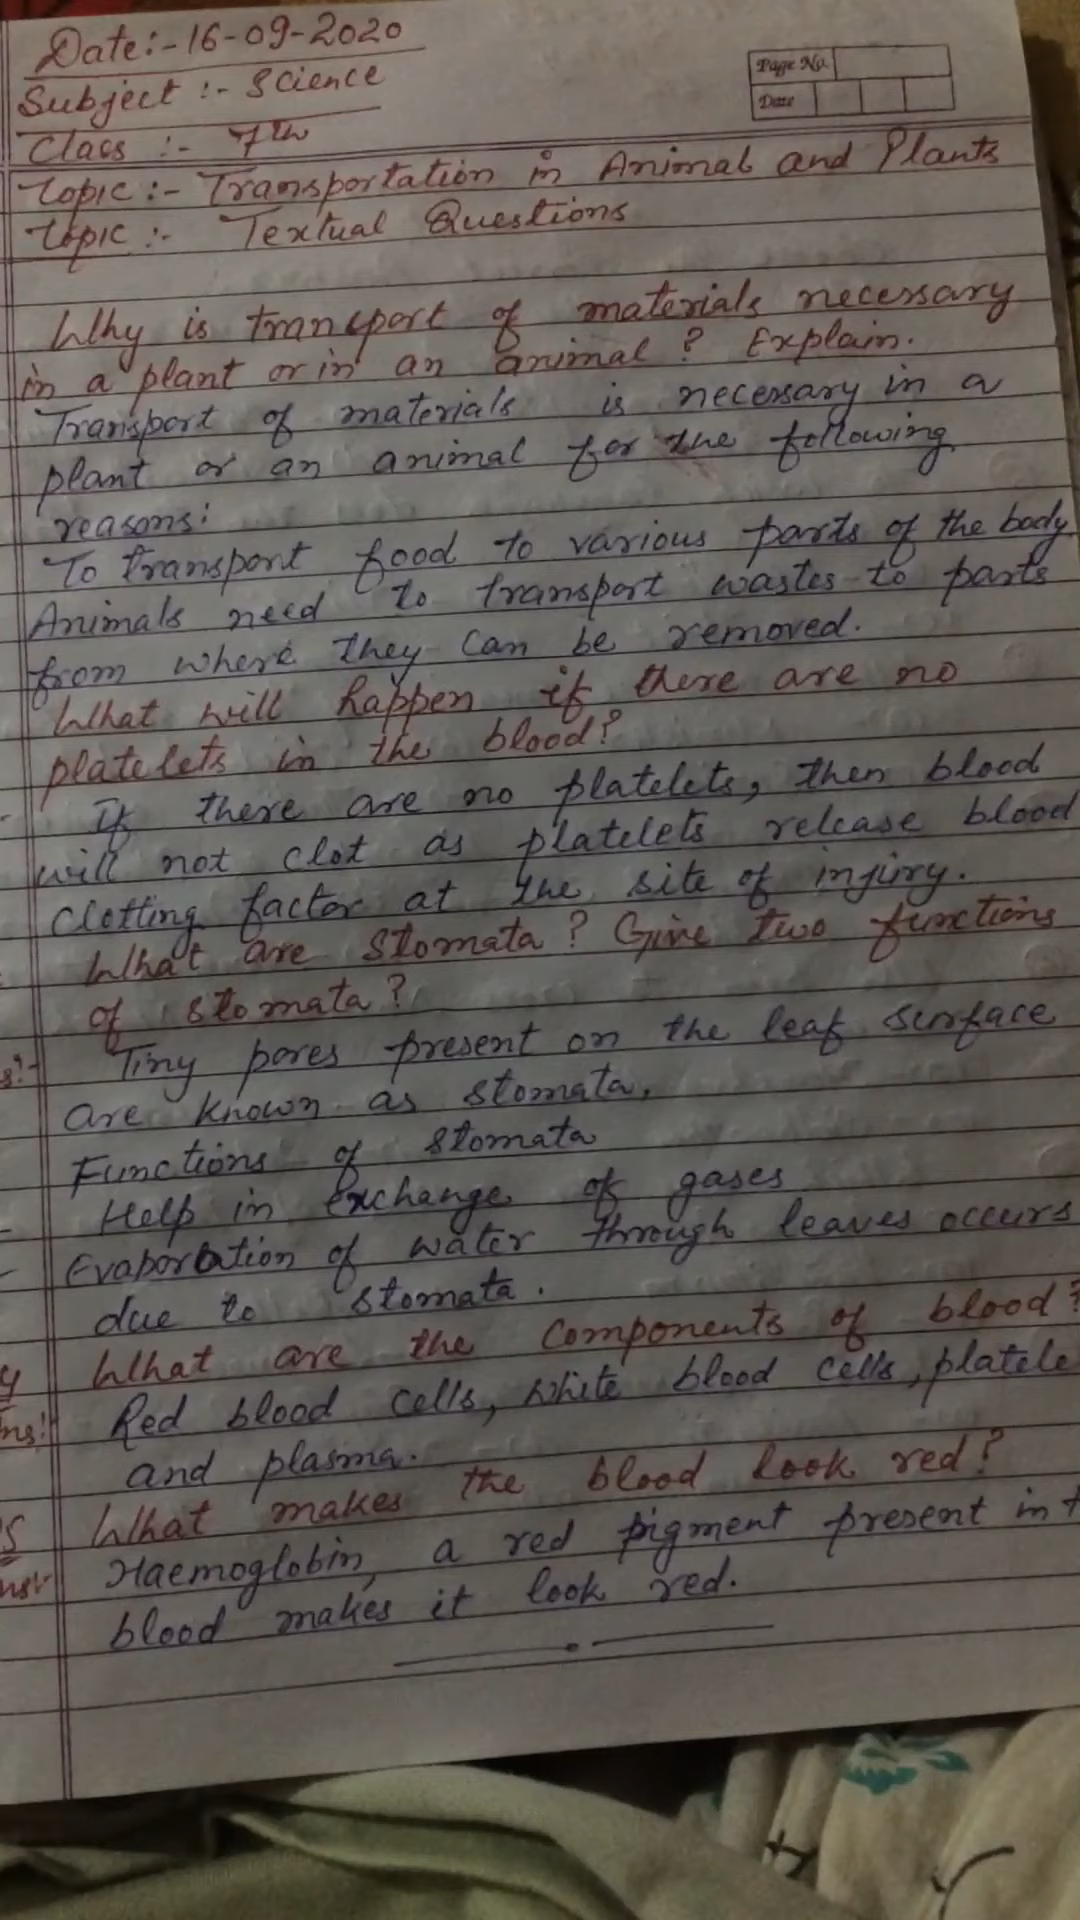 Date:- 16-09-2020
Subject :- Science
Class :- 7th
Page No.
Date
Topic :- Transportation in Animal and Plants
Topic :- Textual Questions
Why is transport of materials necessary
in a plant or in an animal? Explain.
Transport of materials is necessary in a
plant or an animal for the following
reasons:
To transport food to various parts of the body
Animals need to transport wastes to parts
from where they can be removed.
What will happen if there are no
platelets in the blood?
If there are no platelets, then blood
will not clot as platelets release blood
clotting factor at the site of injury.
What are stomata? Give two functions
of stomata?
s:- Tiny pores present on the leaf surface
are known as stomata.
Functions of stomata
Help in exchange of gases
Evaporation of water through leaves occurs
due to stomata.
What are the components of blood?
ns: Red blood cells, white blood cells, platele
and plasma.
5 What makes the blood look red?
Haemoglobin, a red pigment present in t
blood makes it look red.